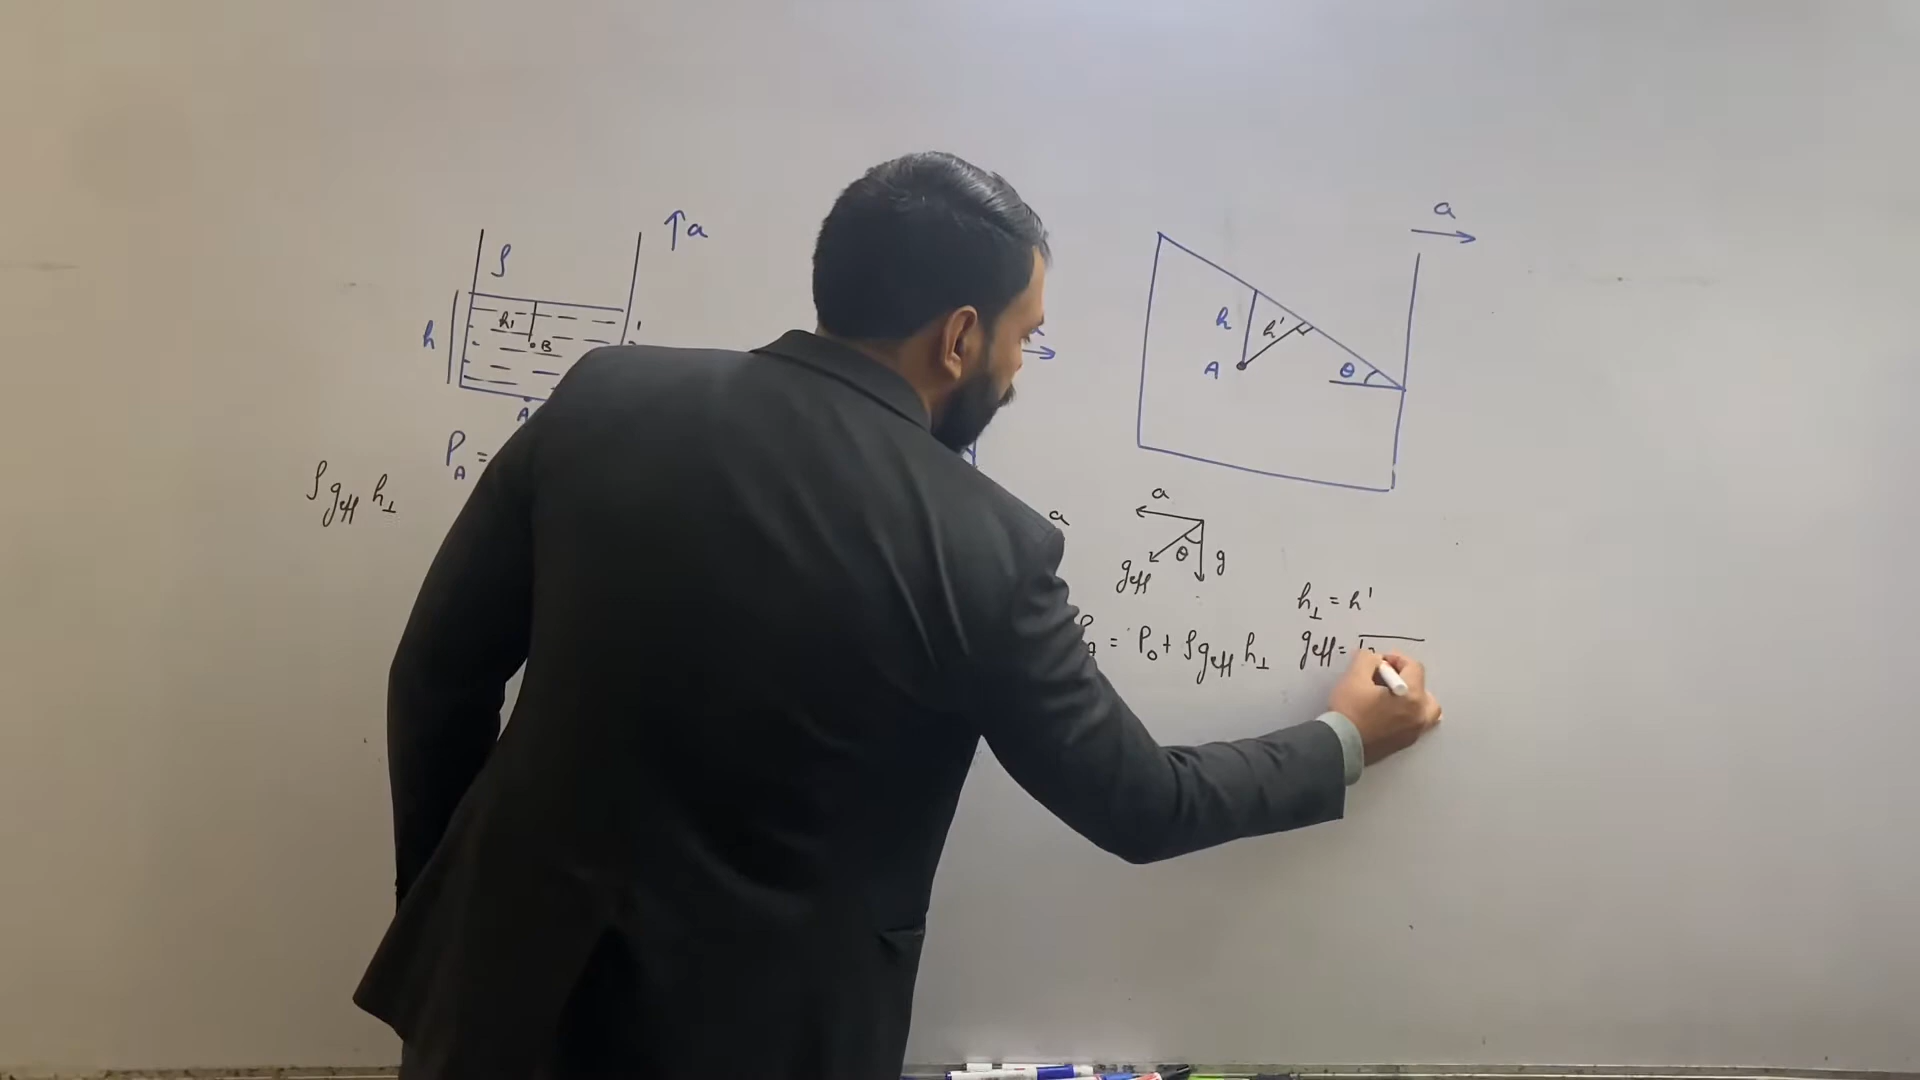 ρ
↑a
h
h₁
B
A
P_A =
ρ g_eff h_⊥
a
a
h
h'
A
θ
a
g_eff
θ
g
h_⊥ = h'
= P₀ + ρ g_eff h_⊥
g_eff =